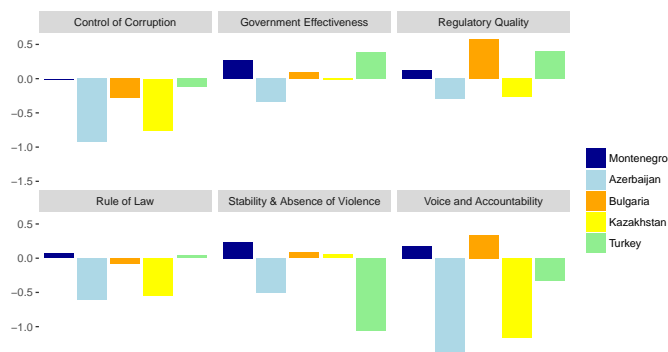 Control of Corruption
Government Effectiveness
Regulatory Quality
0.5
0.0
−0.5
−1.0
−1.5
Rule of Law
Stability & Absence of Violence
Voice and Accountability
0.5
0.0
−0.5
−1.0
Montenegro
Azerbaijan
Bulgaria
Kazakhstan
Turkey